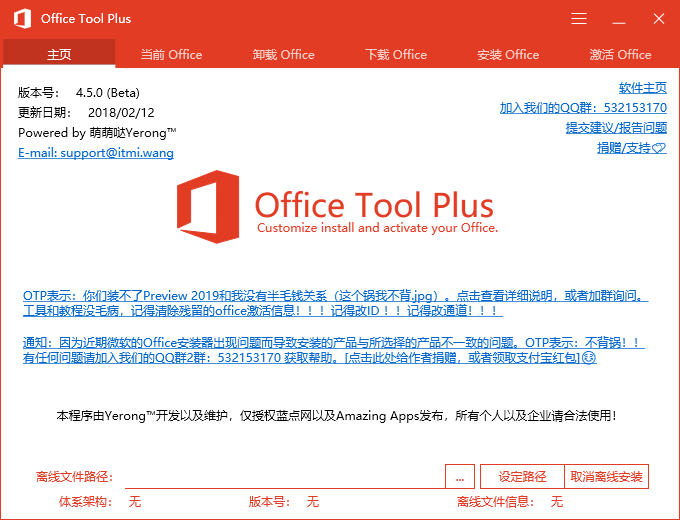 Office Tool Plus
主页 当前 Office 卸载 Office 下载 Office 安装 Office 激活 Office
版本号： 4.5.0 (Beta)
软件主页
更新日期： 2018/02/12
加入我们的QQ群：532153170
Powered by 萌萌哒Yerong™
提交建议/报告问题
E-mail: support@itmi.wang
捐赠/支持
Office Tool Plus
Customize install and activate your Office.
OTP表示：你们装不了Preview 2019和我没有半毛钱关系（这个锅我不背.jpg）。点击查看详细说明，或者加群询问。
工具和教程没毛病，记得清除残留的office激活信息！！！记得改ID ！！记得改通道！！！
通知：因为近期微软的Office安装器出现问题而导致安装的产品与所选择的产品不一致的问题。OTP表示：不背锅！！
有任何问题请加入我们的QQ群2群：532153170 获取帮助。[点击此处给作者捐赠，或者领取支付宝红包]
本程序由Yerong™开发以及维护，仅授权蓝点网以及Amazing Apps发布，所有个人以及企业请合法使用！
离线文件路径： ... 设定路径 取消离线安装
体系架构： 无 版本号： 无 离线文件信息： 无